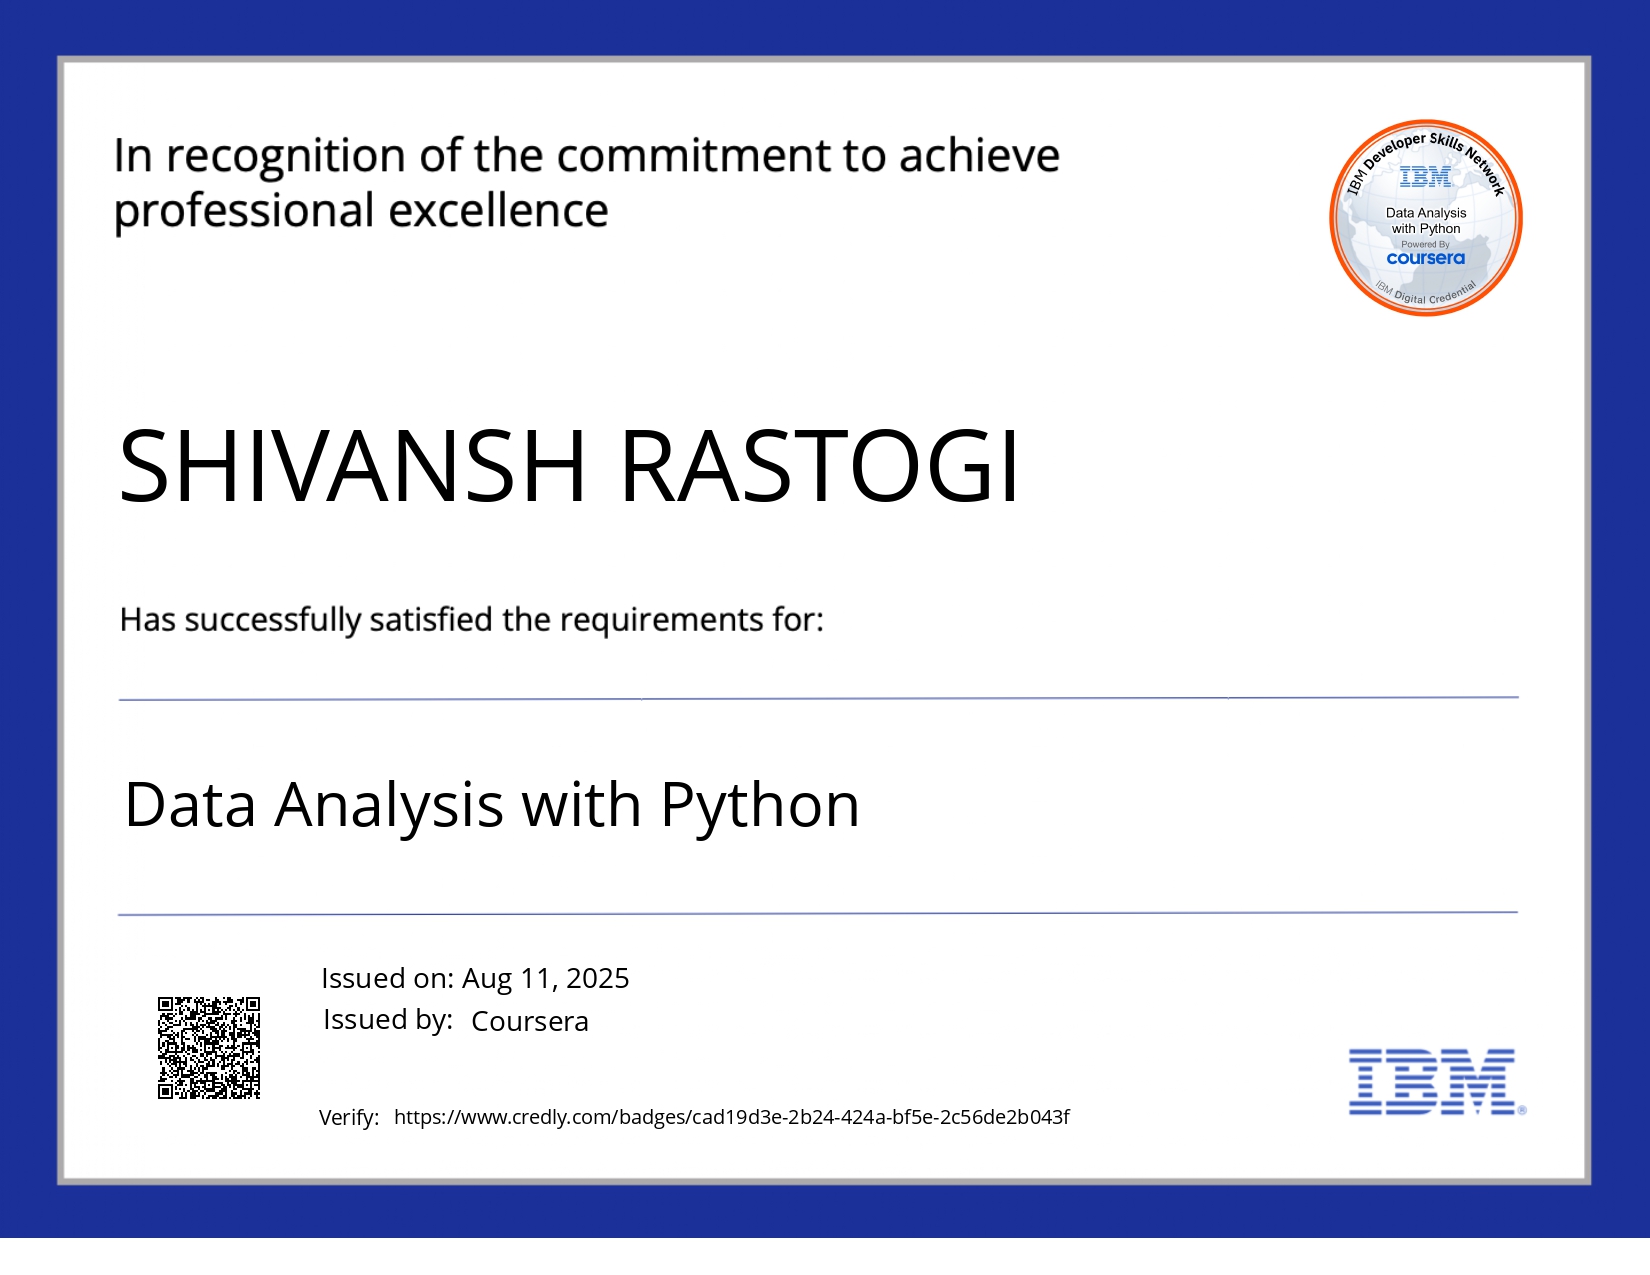 In recognition of the commitment to achieve
professional excellence
IBM Developer Skills Network
IBM
Data Analysis
with Python
Powered By
coursera
IBM Digital Credential
SHIVANSH RASTOGI
Has successfully satisfied the requirements for:
Data Analysis with Python
Issued on: Aug 11, 2025
Issued by: Coursera
Verify: https://www.credly.com/badges/cad19d3e-2b24-424a-bf5e-2c56de2b043f
IBM®